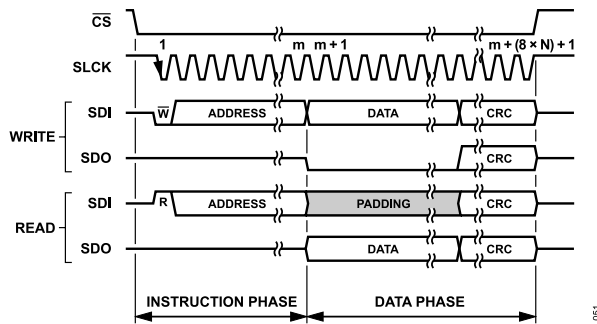 CS
1 m m + 1 m + (8 × N) + 1
SLCK
SDI W ADDRESS DATA CRC
WRITE
SDO CRC
SDI R ADDRESS PADDING CRC
READ
SDO DATA CRC
INSTRUCTION PHASE DATA PHASE
051